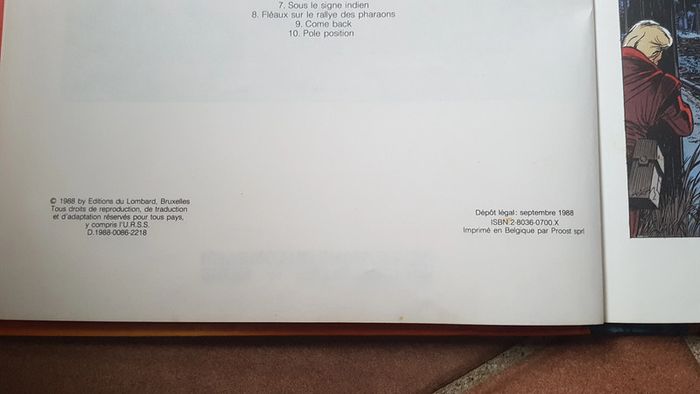 7. Sous le signe indien
8. Fléaux sur le rallye des pharaons
9. Come back
10. Pole position
© 1988 by Editions du Lombard, Bruxelles
Tous droits de reproduction, de traduction
et d'adaptation réservés pour tous pays,
y compris l'U.R.S.S.
D.1988-0086-2218
Dépôt légal: septembre 1988
ISBN:2-8036-0700.X
Imprimé en Belgique par Proost sprl